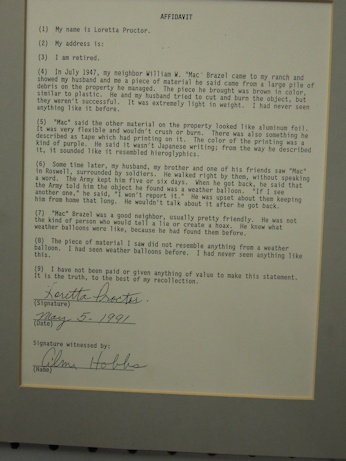 AFFIDAVIT
(1) My name is Loretta Proctor.
(2) My address is:
(3) I am retired.
(4) In July 1947, my neighbor William W. "Mac" Brazel came to my ranch and
showed my husband and me a piece of material he said came from a large pile of
debris on the property he managed. The piece he brought was brown in color,
similar to plastic. He and my husband tried to cut and burn the object, but
they weren't successful. It was extremely light in weight. I had never seen
anything like it before.
(5) "Mac" said the other material on the property looked like aluminum foil.
It was very flexible and wouldn't crush or burn. There was also something he
described as tape which had printing on it. The color of the printing was a
kind of purple. He said it wasn't Japanese writing; from the way he described
it, it sounded like it resembled hieroglyphics.
(6) Some time later, my husband, my brother and one of his friends saw "Mac"
in Roswell, surrounded by soldiers. He walked right by them, without speaking
a word. The Army kept him five or six days. When he got back, he said that
the Army told him the object he found was a weather balloon. "If I see
another one," he said, "I won't report it." He was upset about them keeping
him from home that long. He wouldn't talk about it after he got back.
(7) "Mac" Brazel was a good neighbor, usually pretty friendly. He was not
the kind of person who would tell a lie or create a hoax. He knew what
weather balloons were like, because he had found them before.
(8) The piece of material I saw did not resemble anything from a weather
balloon. I had seem weather balloons before. I had never seen anything like
this.
(9) I have not been paid or given anything of value to make this statement.
It is the truth, to the best of my recollection.
Loretta Proctor.
(Signature)
May 5-1991
(Date)
Signature witnessed by:
Alma Hobbs
(Name)